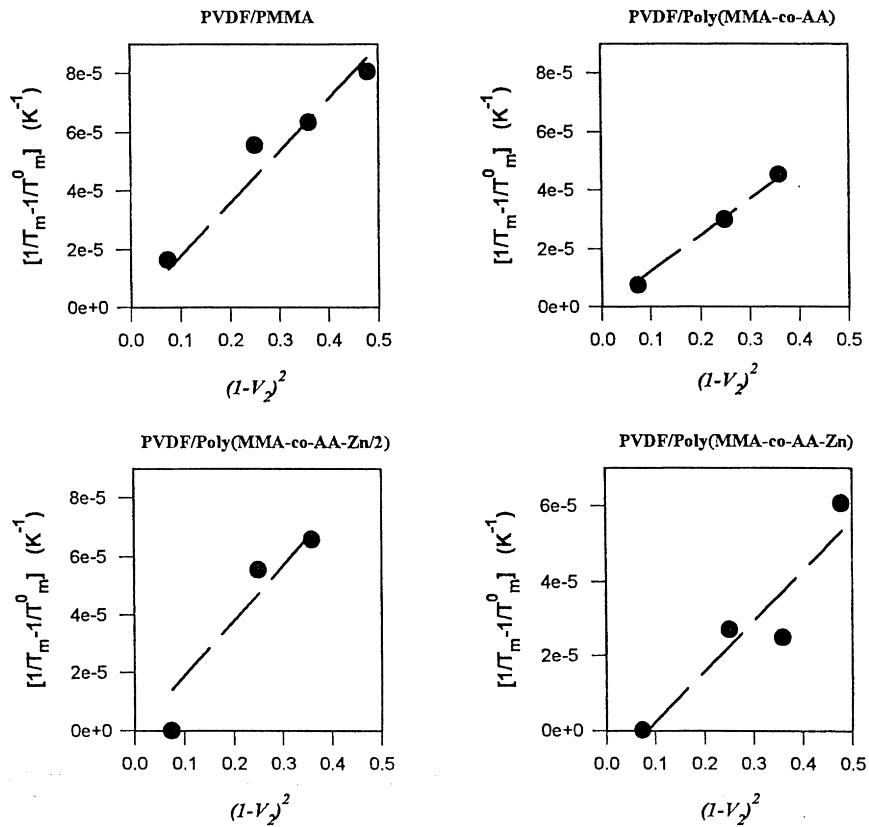 PVDF/PMMA
[1/Tm-1/T0m] (K-1)
8e-5
6e-5
4e-5
2e-5
0e+0
0.0 0.1 0.2 0.3 0.4 0.5
(1-V2)2
PVDF/Poly(MMA-co-AA)
[1/Tm-1/T0m] (K-1)
8e-5
6e-5
4e-5
2e-5
0e+0
0.0 0.1 0.2 0.3 0.4 0.5
(1-V2)2
PVDF/Poly(MMA-co-AA-Zn/2)
[1/Tm-1/T0m] (K-1)
8e-5
6e-5
4e-5
2e-5
0e+0
0.0 0.1 0.2 0.3 0.4 0.5
(1-V2)2
PVDF/Poly(MMA-co-AA-Zn)
[1/Tm-1/T0m] (K-1)
6e-5
4e-5
2e-5
0e+0
0.0 0.1 0.2 0.3 0.4 0.5
(1-V2)2